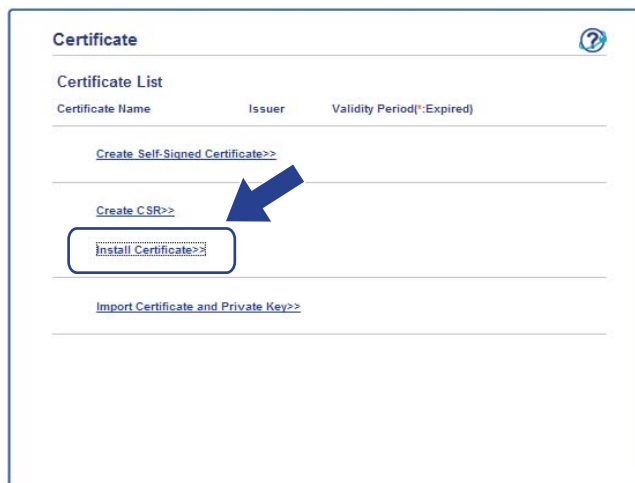 Certificate
?
Certificate List
Certificate Name Issuer Validity Period(*:Expired)
Create Self-Signed Certificate>>
Create CSR>>
Install Certificate>>
Import Certificate and Private Key>>